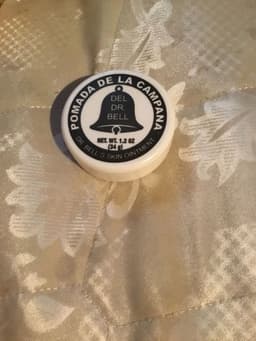 POMADA DE LA CAMPANA
DEL
DR.
BELL
NET. WT. 1.2 OZ
(34 g)
DR. BELL'S SKIN OINTMENT